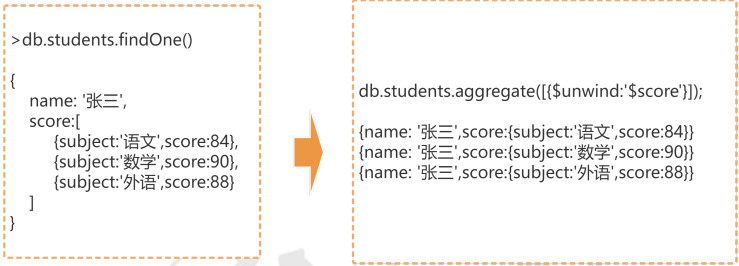 >db.students.findOne()
{
name: '张三',
score:[
{subject:'语文',score:84},
{subject:'数学',score:90},
{subject:'外语',score:88}
]
}
db.students.aggregate([{$unwind:'$score'}]);
{name: '张三',score:{subject:'语文',score:84}}
{name: '张三',score:{subject:'数学',score:90}}
{name: '张三',score:{subject:'外语',score:88}}